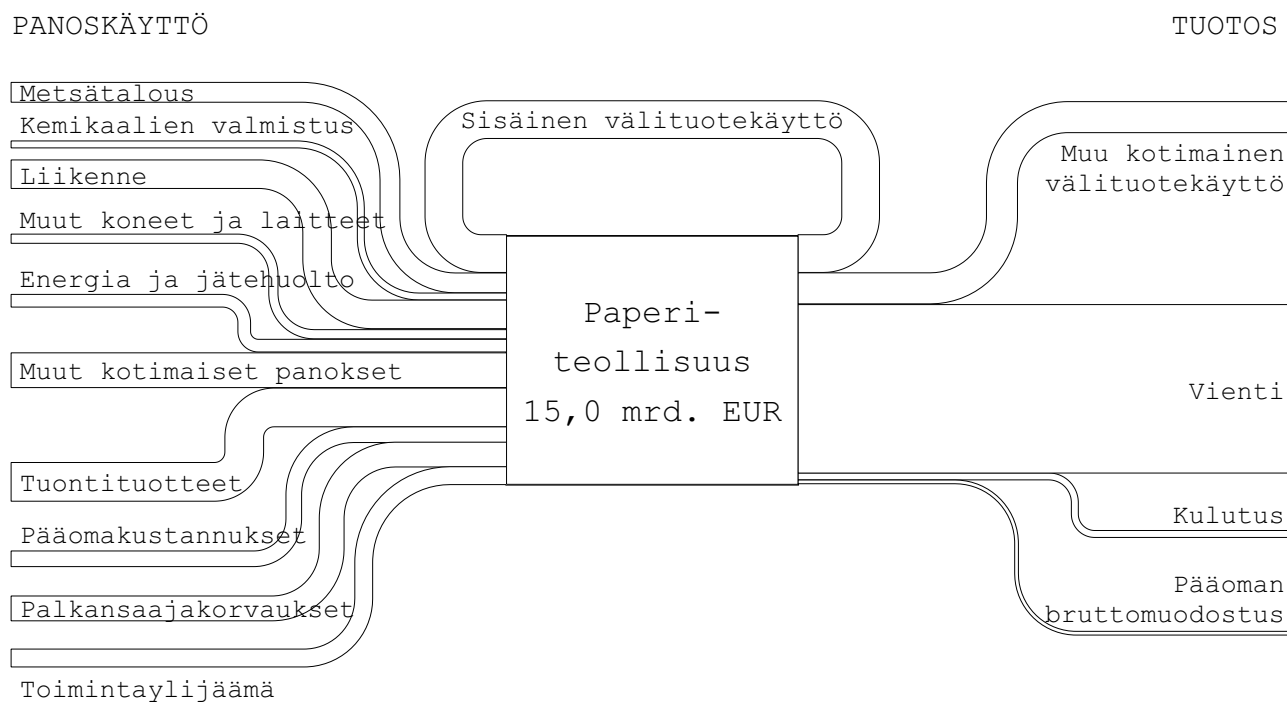 PANOSKÄYTTÖ
TUOTOS
Metsätalous
Kemikaalien valmistus
Liikenne
Muut koneet ja laitteet
Energia ja jätehuolto
Muut kotimaiset panokset
Tuontituotteet
Pääomakustannukset
Palkansaajakorvaukset
Toimintaylijäämä
Sisäinen välituotekäyttö
Paperi-
teollisuus
15,0 mrd. EUR
Muu kotimainen
välituotekäyttö
Vienti
Kulutus
Pääoman
bruttomuodostus